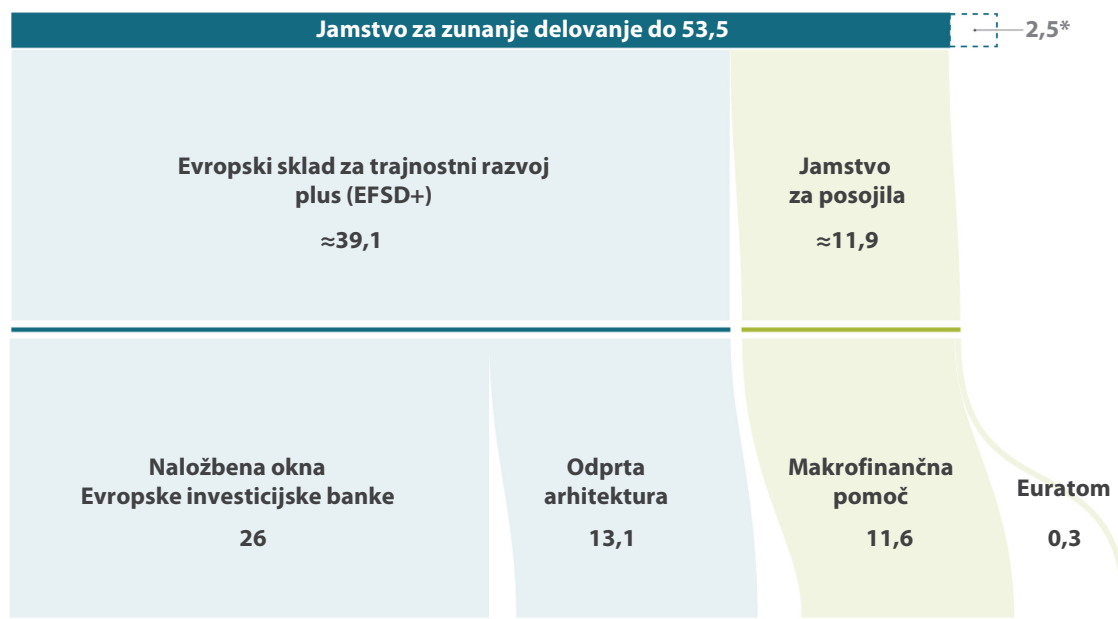 Jamstvo za zunanje delovanje do 53,5
2,5*
Evropski sklad za trajnostni razvoj
plus (EFSD+)
≈39,1
Jamstvo
za posojila
≈11,9
Naložbena okna
Evropske investicijske banke
26
Odprta
arhitektura
13,1
Makrofinančna
pomoč
11,6
Euratom
0,3